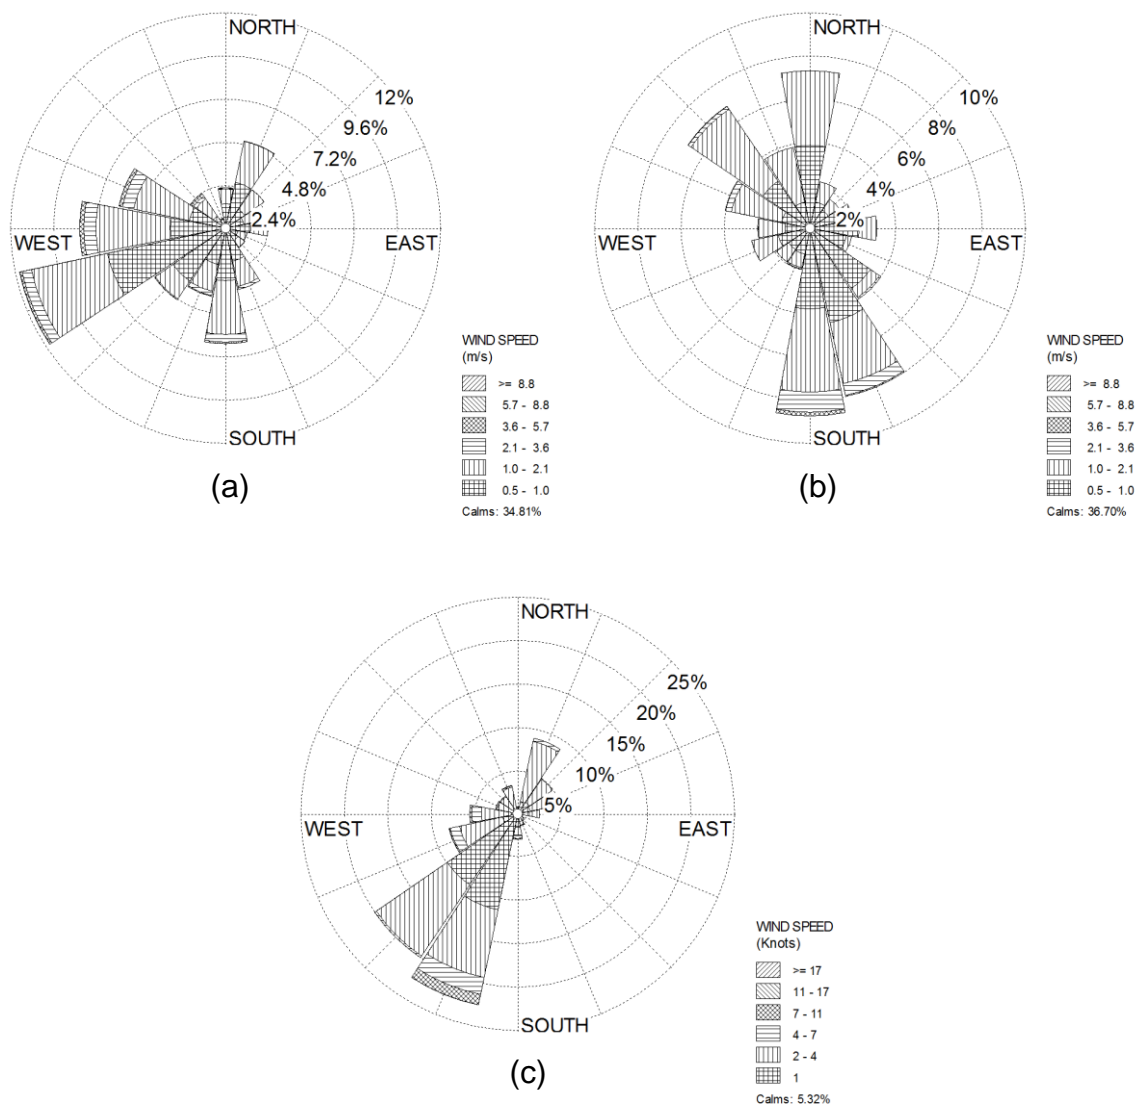 NORTH
12%
9.6%
7.2%
4.8%
2.4%
WEST
EAST
SOUTH
WIND SPEED
(m/s)
>= 8.8
5.7 - 8.8
3.6 - 5.7
2.1 - 3.6
1.0 - 2.1
0.5 - 1.0
Calms: 34.81%
(a)
NORTH
10%
8%
6%
4%
2%
WEST
EAST
SOUTH
WIND SPEED
(m/s)
>= 8.8
5.7 - 8.8
3.6 - 5.7
2.1 - 3.6
1.0 - 2.1
0.5 - 1.0
Calms: 36.70%
(b)
NORTH
25%
20%
15%
10%
5%
WEST
EAST
SOUTH
WIND SPEED
(Knots)
>= 17
11 - 17
7 - 11
4 - 7
2 - 4
1
Calms: 5.32%
(c)